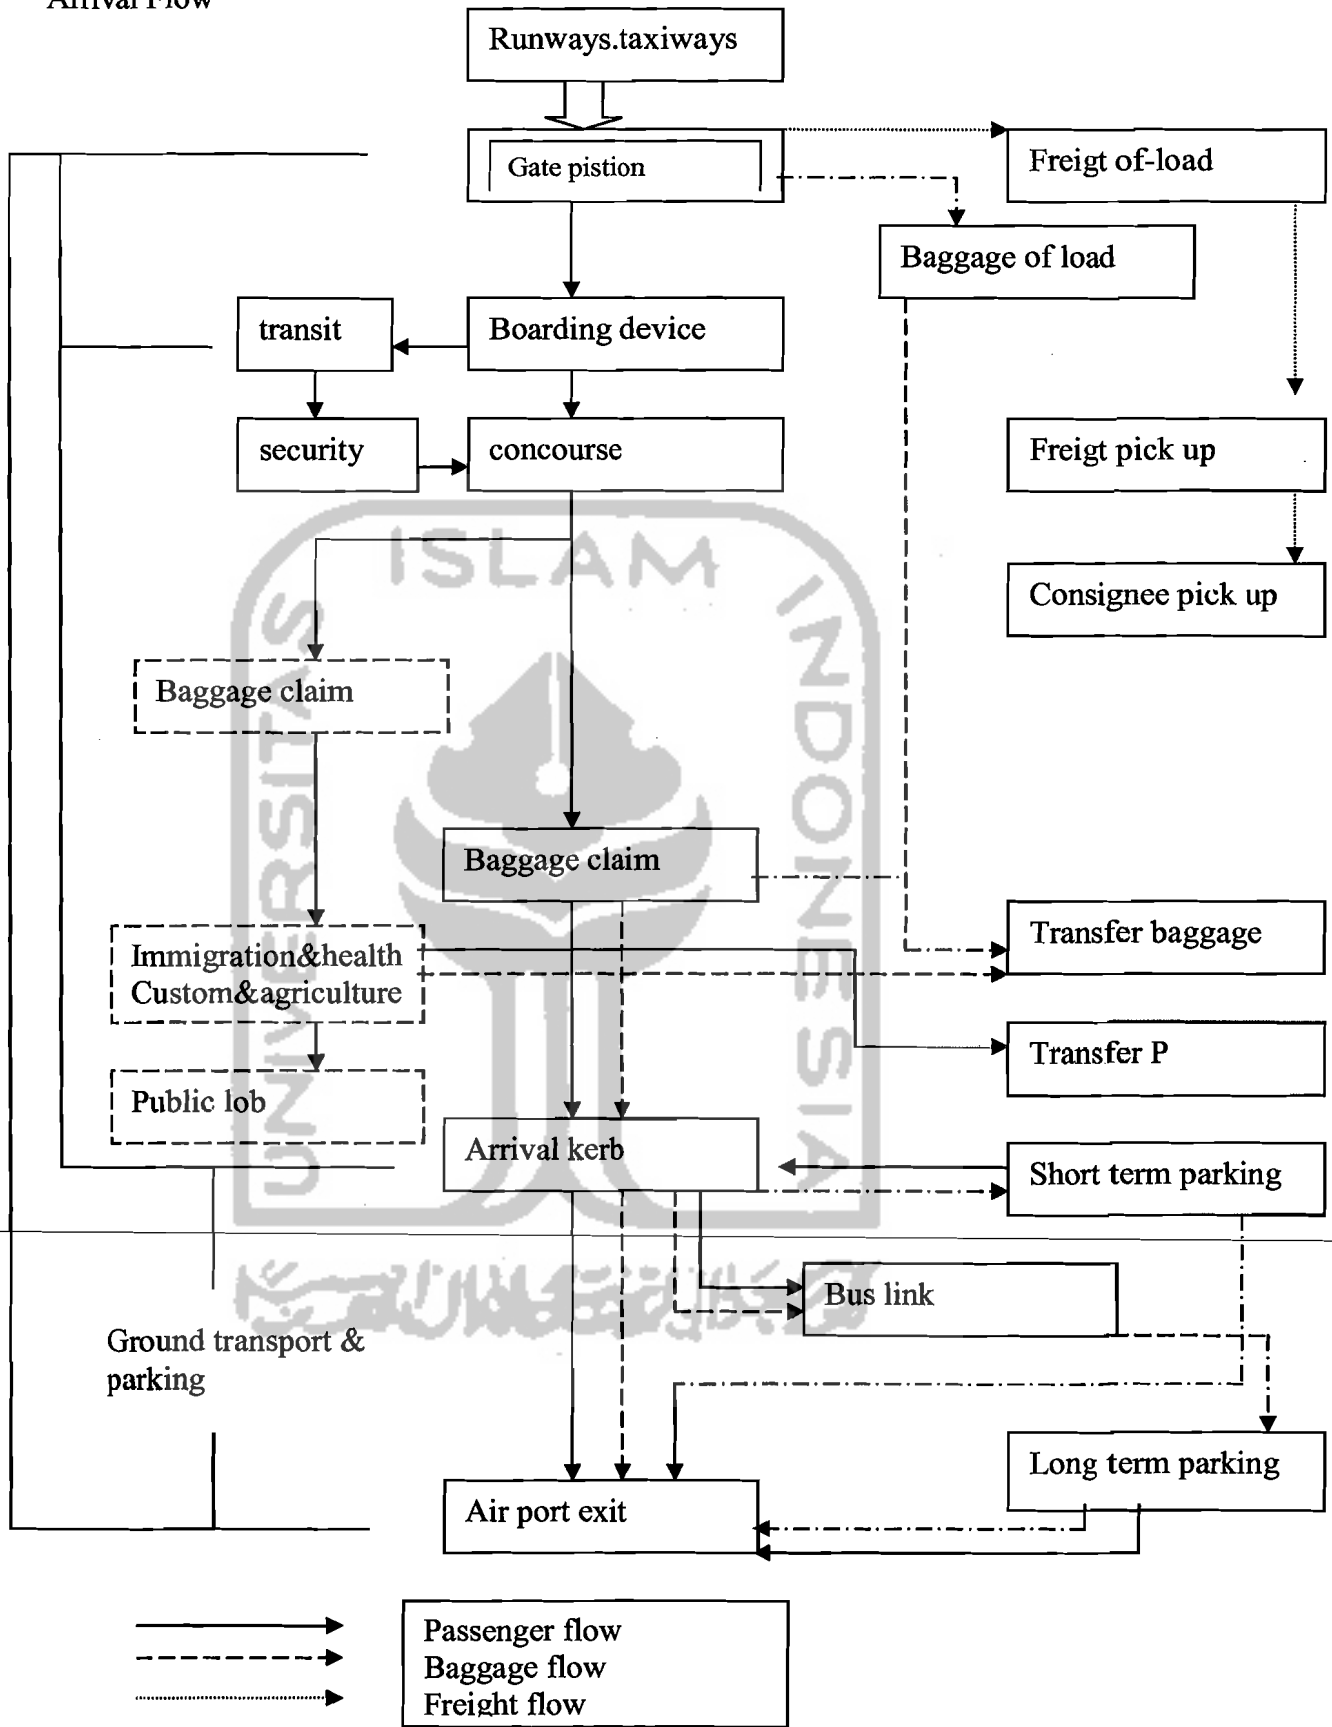 Arrival Flow
Runways.taxiways
Gate pistion
Freigt of-load
Baggage of load
transit
Boarding device
security
concourse
Freigt pick up
Consignee pick up
ISLAM
UNIVERSITAS
INDONESIA
Baggage claim
Baggage claim
Immigration&health
Custom&agriculture
Transfer baggage
Transfer P
Public lob
Arrival kerb
Short term parking
Bus link
Ground transport &
parking
Long term parking
Air port exit
Passenger flow
Baggage flow
Freight flow